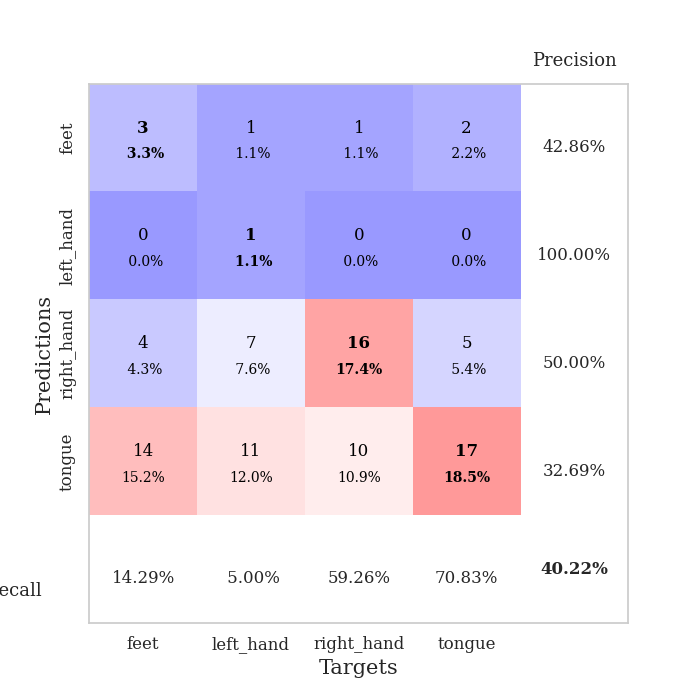 Precision
feet
3 1 1 2
3.3% 1.1% 1.1% 2.2%
42.86%
left_hand
0 1 0 0
0.0% 1.1% 0.0% 0.0%
100.00%
Predictions
right_hand
4 7 16 5
4.3% 7.6% 17.4% 5.4%
50.00%
tongue
14 11 10 17
15.2% 12.0% 10.9% 18.5%
32.69%
ecall
14.29% 5.00% 59.26% 70.83% 40.22%
feet left_hand right_hand tongue
Targets